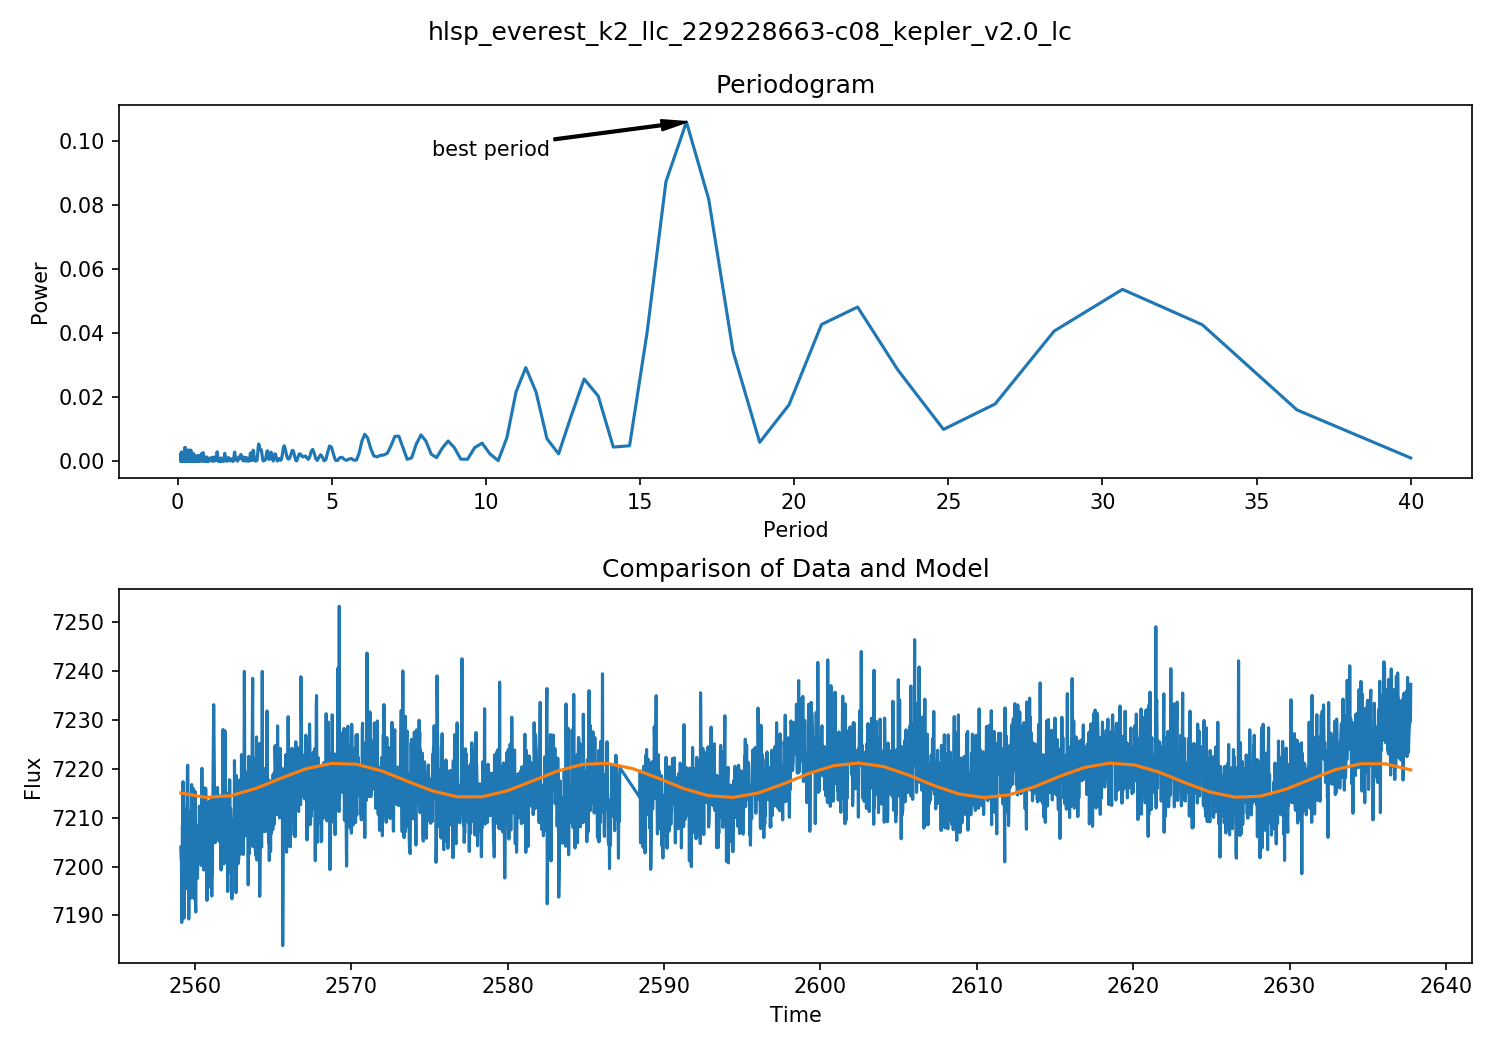 hlsp_everest_k2_llc_229228663-c08_kepler_v2.0_lc
Periodogram
best period
Power
0.10
0.08
0.06
0.04
0.02
0.00
0 5 10 15 20 25 30 35 40
Period
Comparison of Data and Model
Flux
7250
7240
7230
7220
7210
7200
7190
2560 2570 2580 2590 2600 2610 2620 2630 2640
Time